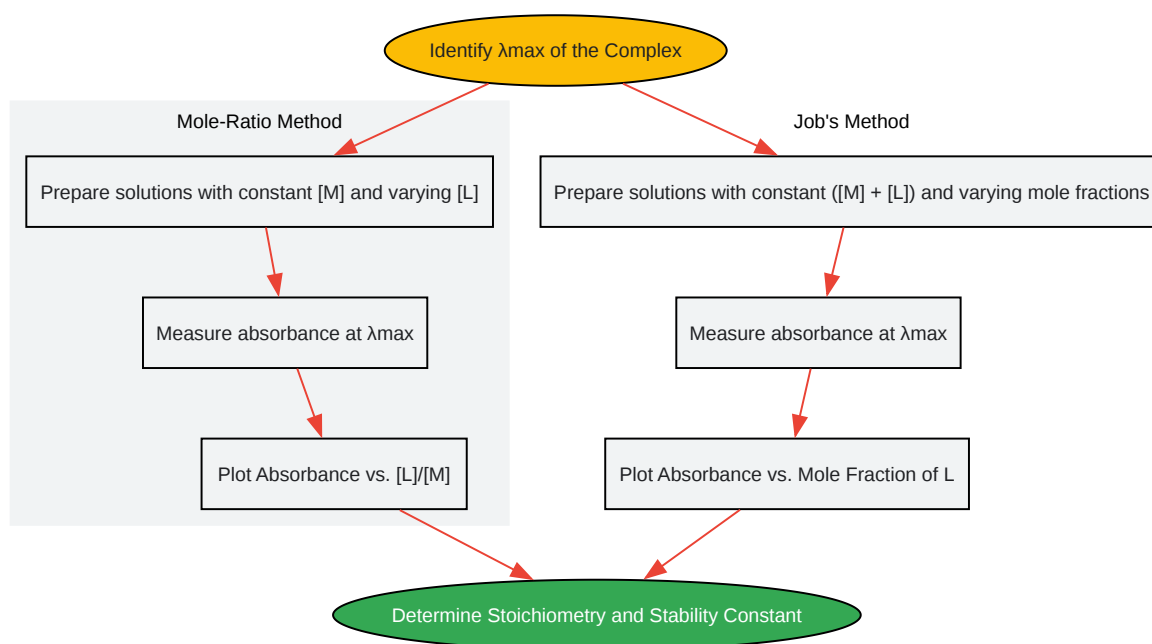 Identify λmax of the Complex
Mole-Ratio Method
Job's Method
Prepare solutions with constant [M] and varying [L]
Prepare solutions with constant ([M] + [L]) and varying mole fractions
Measure absorbance at λmax
Measure absorbance at λmax
Plot Absorbance vs. [L]/[M]
Plot Absorbance vs. Mole Fraction of L
Determine Stoichiometry and Stability Constant